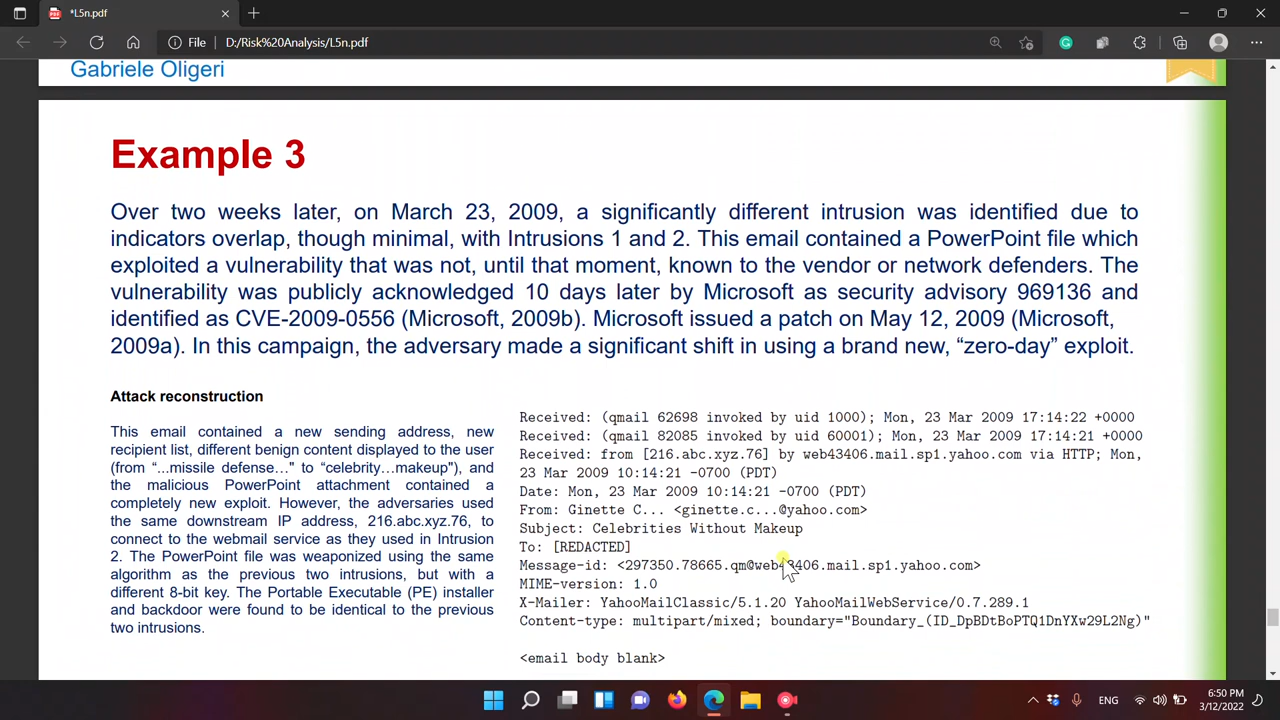 *L5n.pdf
File
D:/Risk%20Analysis/L5n.pdf
Gabriele Oligeri
Example 3
Over two weeks later, on March 23, 2009, a significantly different intrusion was identified due to
indicators overlap, though minimal, with Intrusions 1 and 2. This email contained a PowerPoint file which
exploited a vulnerability that was not, until that moment, known to the vendor or network defenders. The
vulnerability was publicly acknowledged 10 days later by Microsoft as security advisory 969136 and
identified as CVE-2009-0556 (Microsoft, 2009b). Microsoft issued a patch on May 12, 2009 (Microsoft,
2009a). In this campaign, the adversary made a significant shift in using a brand new, “zero-day” exploit.
Attack reconstruction
This email contained a new sending address, new
recipient list, different benign content displayed to the user
(from “...missile defense…" to “celebrity…makeup"), and
the malicious PowerPoint attachment contained a
completely new exploit. However, the adversaries used
the same downstream IP address, 216.abc.xyz.76, to
connect to the webmail service as they used in Intrusion
2. The PowerPoint file was weaponized using the same
algorithm as the previous two intrusions, but with a
different 8-bit key. The Portable Executable (PE) installer
and backdoor were found to be identical to the previous
two intrusions.
Received: (qmail 62698 invoked by uid 1000); Mon, 23 Mar 2009 17:14:22 +0000
Received: (qmail 82085 invoked by uid 60001); Mon, 23 Mar 2009 17:14:21 +0000
Received: from [216.abc.xyz.76] by web43406.mail.sp1.yahoo.com via HTTP; Mon,
23 Mar 2009 10:14:21 -0700 (PDT)
Date: Mon, 23 Mar 2009 10:14:21 -0700 (PDT)
From: Ginette C... <ginette.c...@yahoo.com>
Subject: Celebrities Without Makeup
To: [REDACTED]
Message-id: <297350.78665.qm@web43406.mail.sp1.yahoo.com>
MIME-version: 1.0
X-Mailer: YahooMailClassic/5.1.20 YahooMailWebService/0.7.289.1
Content-type: multipart/mixed; boundary="Boundary_(ID_DpBDtBoPTQ1DnYXw29L2Ng)"
<email body blank>
ENG
6:50 PM
3/12/2022